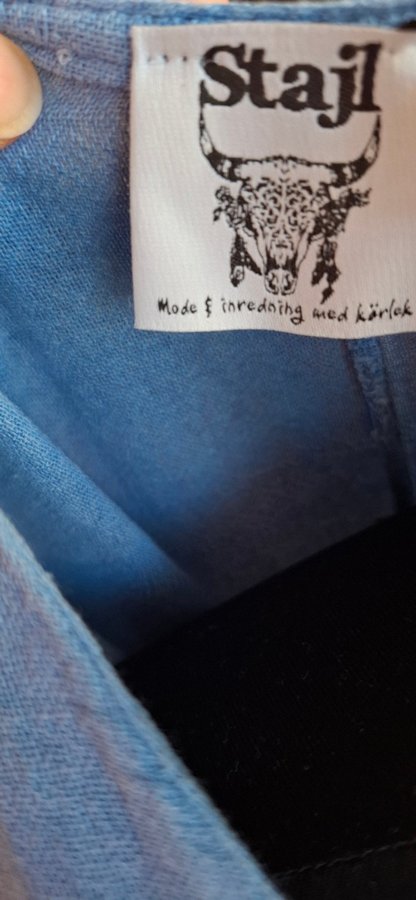 Stajl
Mode & inredning med kärlek